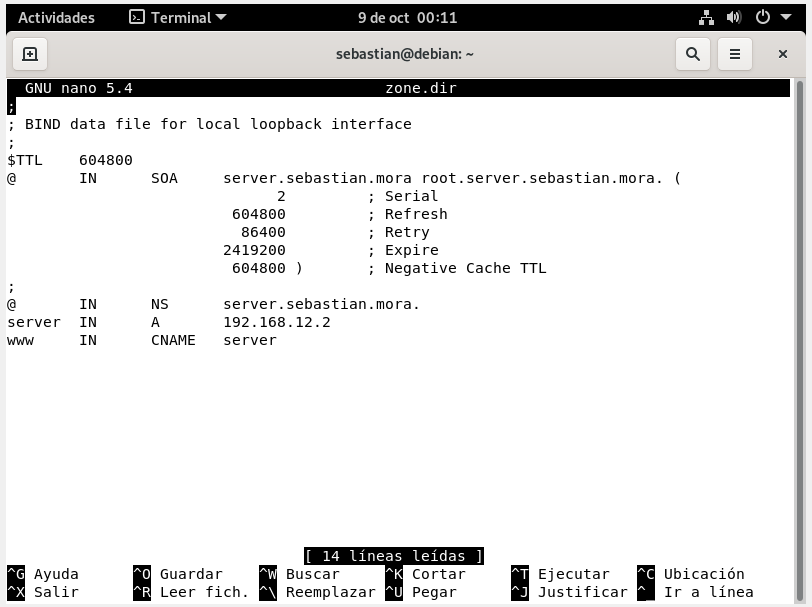 Actividades Terminal 9 de oct 00:11
sebastian@debian: ~
GNU nano 5.4 zone.dir
;
; BIND data file for local loopback interface
;
$TTL 604800
@ IN SOA server.sebastian.mora root.server.sebastian.mora. (
2 ; Serial
604800 ; Refresh
86400 ; Retry
2419200 ; Expire
604800 ) ; Negative Cache TTL
;
@ IN NS server.sebastian.mora.
server IN A 192.168.12.2
www IN CNAME server
[ 14 líneas leídas ]
^G Ayuda ^O Guardar ^W Buscar ^K Cortar ^T Ejecutar ^C Ubicación
^X Salir ^R Leer fich. ^\ Reemplazar ^U Pegar ^J Justificar ^_ Ir a línea